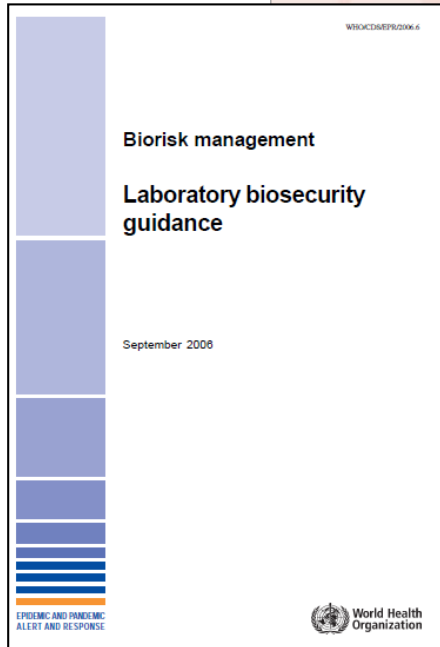 WHO/CDS/EPR/2006.6
Biorisk management
Laboratory biosecurity
guidance
September 2006
EPIDEMIC AND PANDEMIC
ALERT AND RESPONSE
World Health
Organization